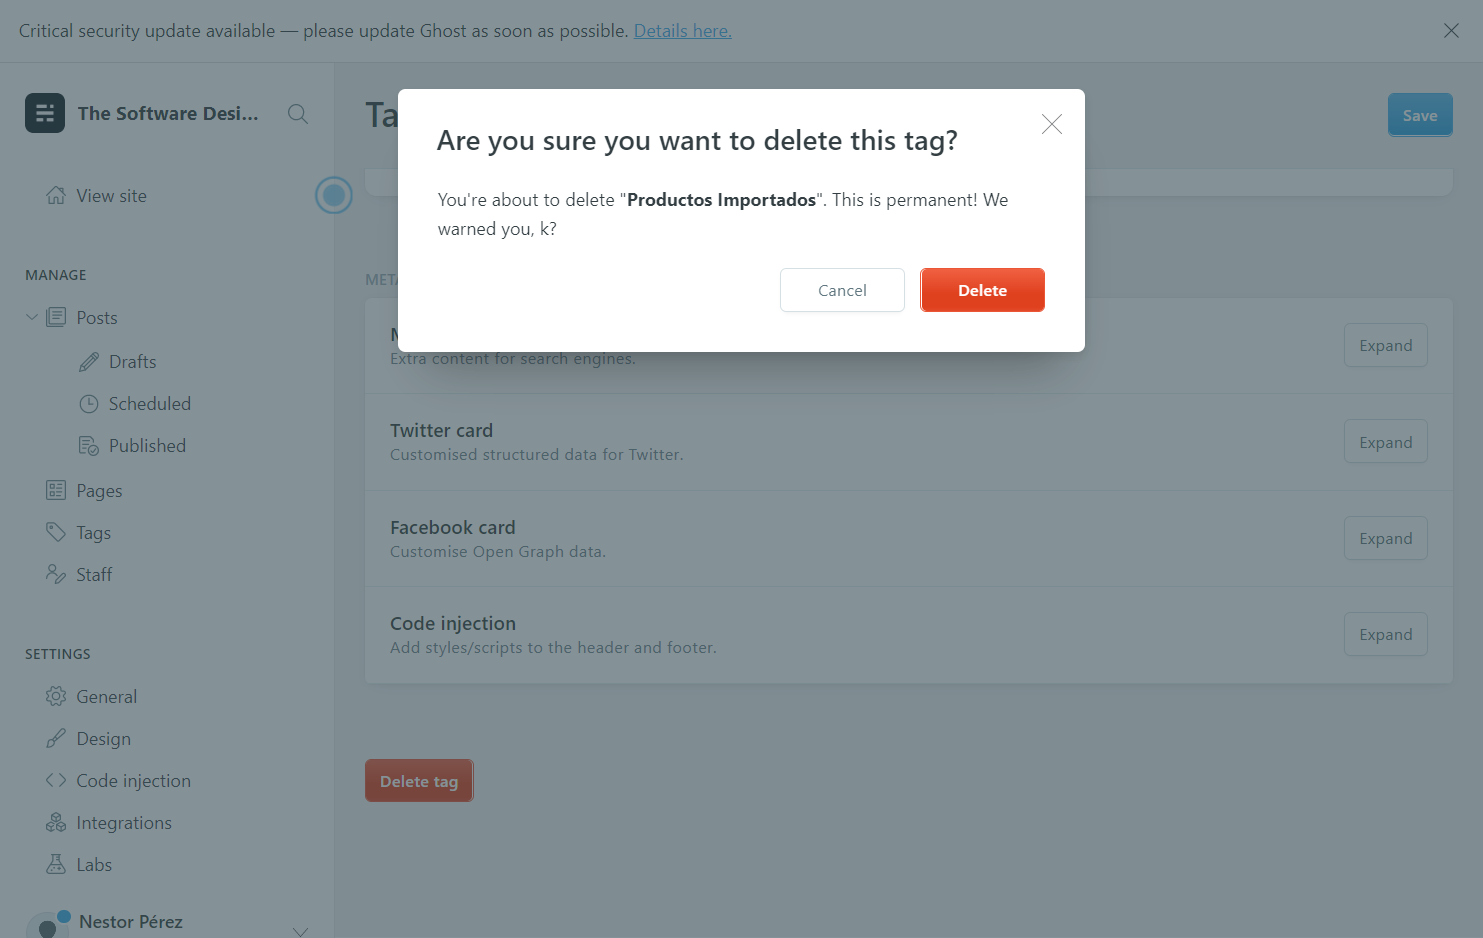 Critical security update available — please update Ghost as soon as possible. Details here.
The Software Desi...
Ta
Save
View site
Are you sure you want to delete this tag?
You're about to delete "Productos Importados". This is permanent! We
warned you, k?
Cancel
Delete
MANAGE
META
Posts
Drafts
Scheduled
Published
Pages
Tags
Staff
Extra content for search engines.
Expand
Twitter card
Customised structured data for Twitter.
Expand
Facebook card
Customise Open Graph data.
Expand
Code injection
Add styles/scripts to the header and footer.
Expand
SETTINGS
General
Design
Code injection
Integrations
Labs
Delete tag
Nestor Pérez